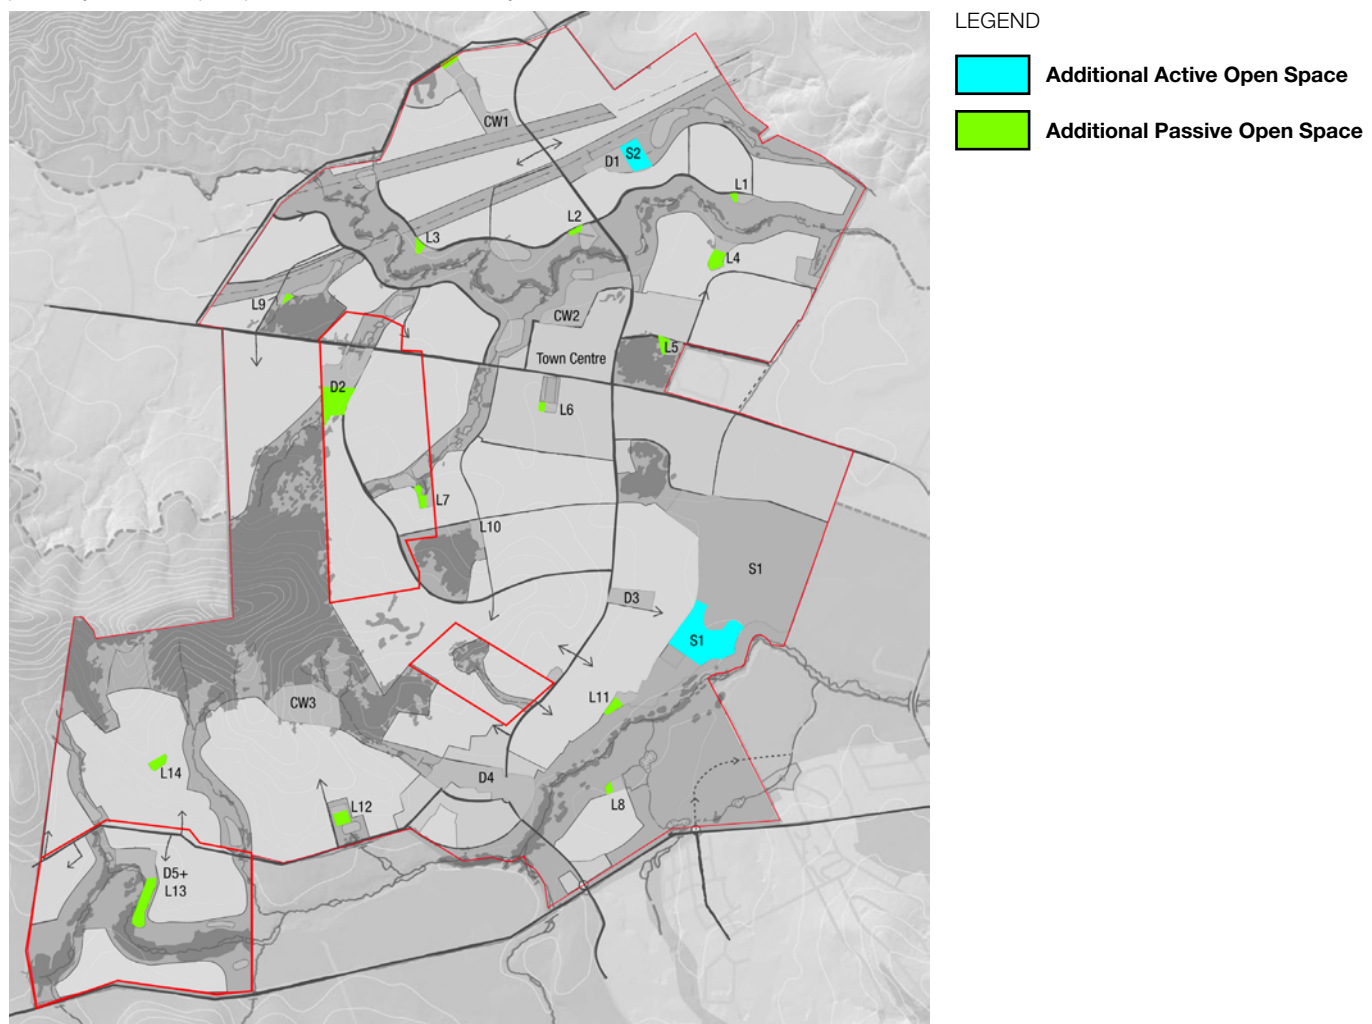 LEGEND
Additional Active Open Space
Additional Passive Open Space
CW1
D1
S2
L1
L2
L3
L4
L9
CW2
Town Centre
L5
D2
L6
L7
L10
S1
D3
S1
L11
CW3
L14
D4
L12
L8
D5+
L13